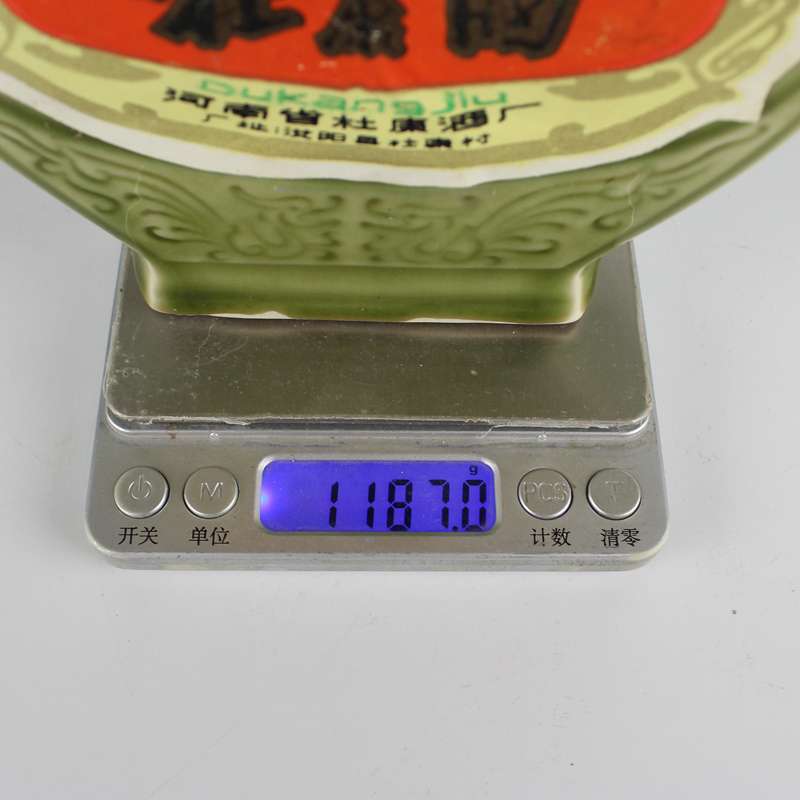 DukangJiu
河南省杜康酒厂
厂址:汝阳县杜康村
g
1187.0
M
PCS
T
开关
单位
计数
清零